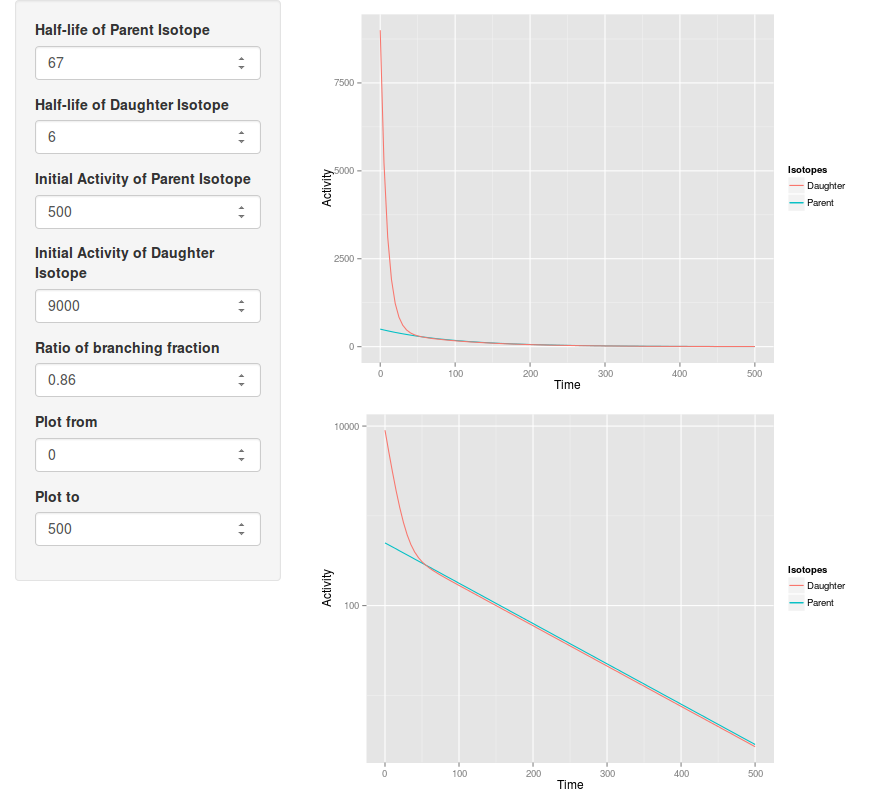 Half-life of Parent Isotope
67
Half-life of Daughter Isotope
6
Initial Activity of Parent Isotope
500
Initial Activity of Daughter
Isotope
9000
Ratio of branching fraction
0.86
Plot from
0
Plot to
500
7500
5000
2500
0
Activity
0 100 200 300 400 500
Time
Isotopes
Daughter
Parent
10000
100
Activity
0 100 200 300 400 500
Time
Isotopes
Daughter
Parent